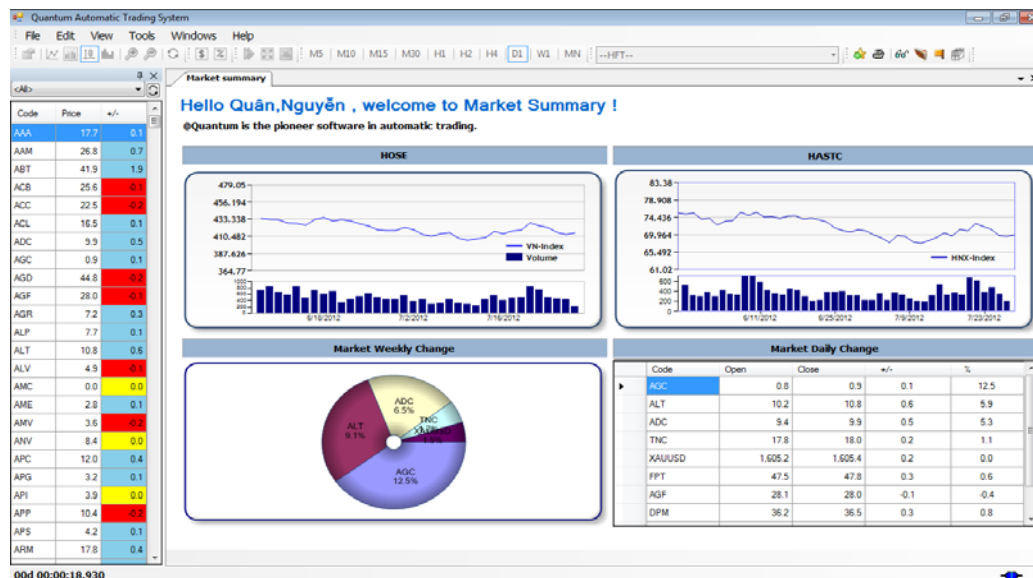 Quantum Automatic Trading System
File Edit View Tools Windows Help
M5 M10 M15 M30 H1 H2 H4 D1 W1 MN --HFT--
<All>
Code Price +/-
AAA 17.7 0.1
AAM 26.8 0.7
ABT 41.9 1.9
ACB 25.6 -0.1
ACC 22.5 -0.2
ACL 16.5 0.1
ADC 9.9 0.5
AGC 0.9 0.1
AGD 44.8 -0.2
AGF 28.0 -0.1
AGR 7.2 0.3
ALP 7.7 0.1
ALT 10.8 0.6
ALV 4.9 -0.1
AMC 0.0 0.0
AME 2.8 0.1
AMV 3.6 -0.2
ANV 8.4 0.0
APC 12.0 0.4
APG 3.2 0.1
API 3.9 0.0
APP 10.4 -0.2
APS 4.2 0.1
ARM 17.8 0.4
Market summary
Hello Quân,Nguyễn , welcome to Market Summary !
@Quantum is the pioneer software in automatic trading.
HOSE
479.05
456.194
433.338
410.482
387.626
364.77
VN-Index
Volume
1000
800
600
400
200
0
6/18/2012 7/2/2012 7/16/2012
HASTC
83.38
78.908
74.436
69.964
65.492
61.02
HNX-Index
600
400
200
0
6/11/2012 6/25/2012 7/9/2012 7/23/2012
Market Weekly Change
ADC
6.5%
TNC
ALT
9.1%
AGC
12.5%
Market Daily Change
Code Open Close +/- %
AGC 0.8 0.9 0.1 12.5
ALT 10.2 10.8 0.6 5.9
ADC 9.4 9.9 0.5 5.3
TNC 17.8 18.0 0.2 1.1
XAUUSD 1,605.2 1,605.4 0.2 0.0
FPT 47.5 47.8 0.3 0.6
AGF 28.1 28.0 -0.1 -0.4
DPM 36.2 36.5 0.3 0.8
00d 00:00:18.930